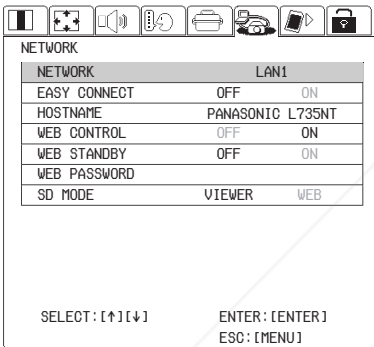 NETWORK
NETWORK LAN1
EASY CONNECT OFF ON
HOSTNAME PANASONIC L735NT
WEB CONTROL OFF ON
WEB STANDBY OFF ON
WEB PASSWORD
SD MODE VIEWER WEB
SELECT:[↑][↓] ENTER:[ENTER]
ESC:[MENU]